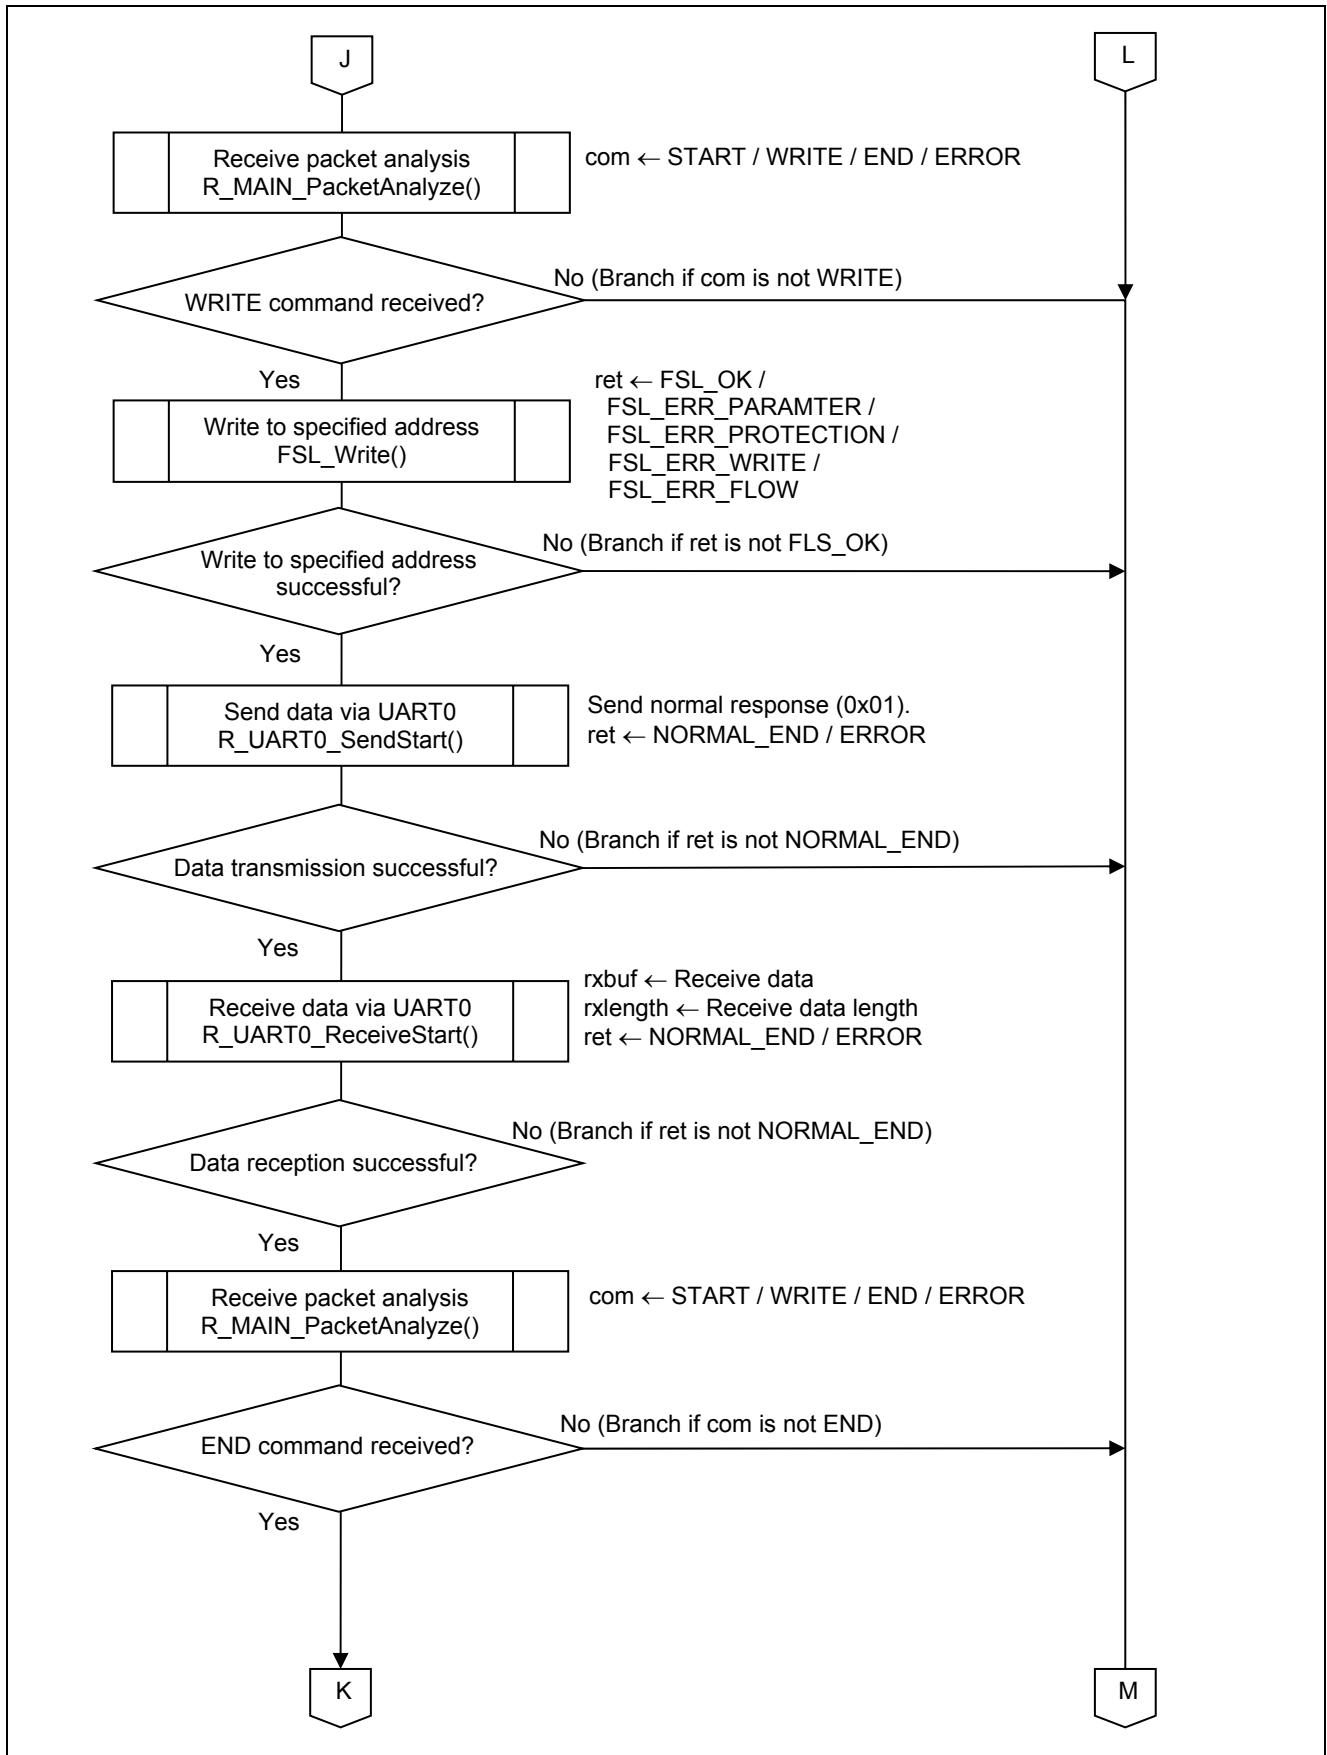 J
L
Receive packet analysis
R_MAIN_PacketAnalyze()
com ← START / WRITE / END / ERROR
No (Branch if com is not WRITE)
WRITE command received?
Yes
Write to specified address
FSL_Write()
ret ← FSL_OK /
FSL_ERR_PARAMTER /
FSL_ERR_PROTECTION /
FSL_ERR_WRITE /
FSL_ERR_FLOW
No (Branch if ret is not FLS_OK)
Write to specified address
successful?
Yes
Send data via UART0
R_UART0_SendStart()
Send normal response (0x01).
ret ← NORMAL_END / ERROR
No (Branch if ret is not NORMAL_END)
Data transmission successful?
Yes
Receive data via UART0
R_UART0_ReceiveStart()
rxbuf ← Receive data
rxlength ← Receive data length
ret ← NORMAL_END / ERROR
No (Branch if ret is not NORMAL_END)
Data reception successful?
Yes
Receive packet analysis
R_MAIN_PacketAnalyze()
com ← START / WRITE / END / ERROR
No (Branch if com is not END)
END command received?
Yes
K
M